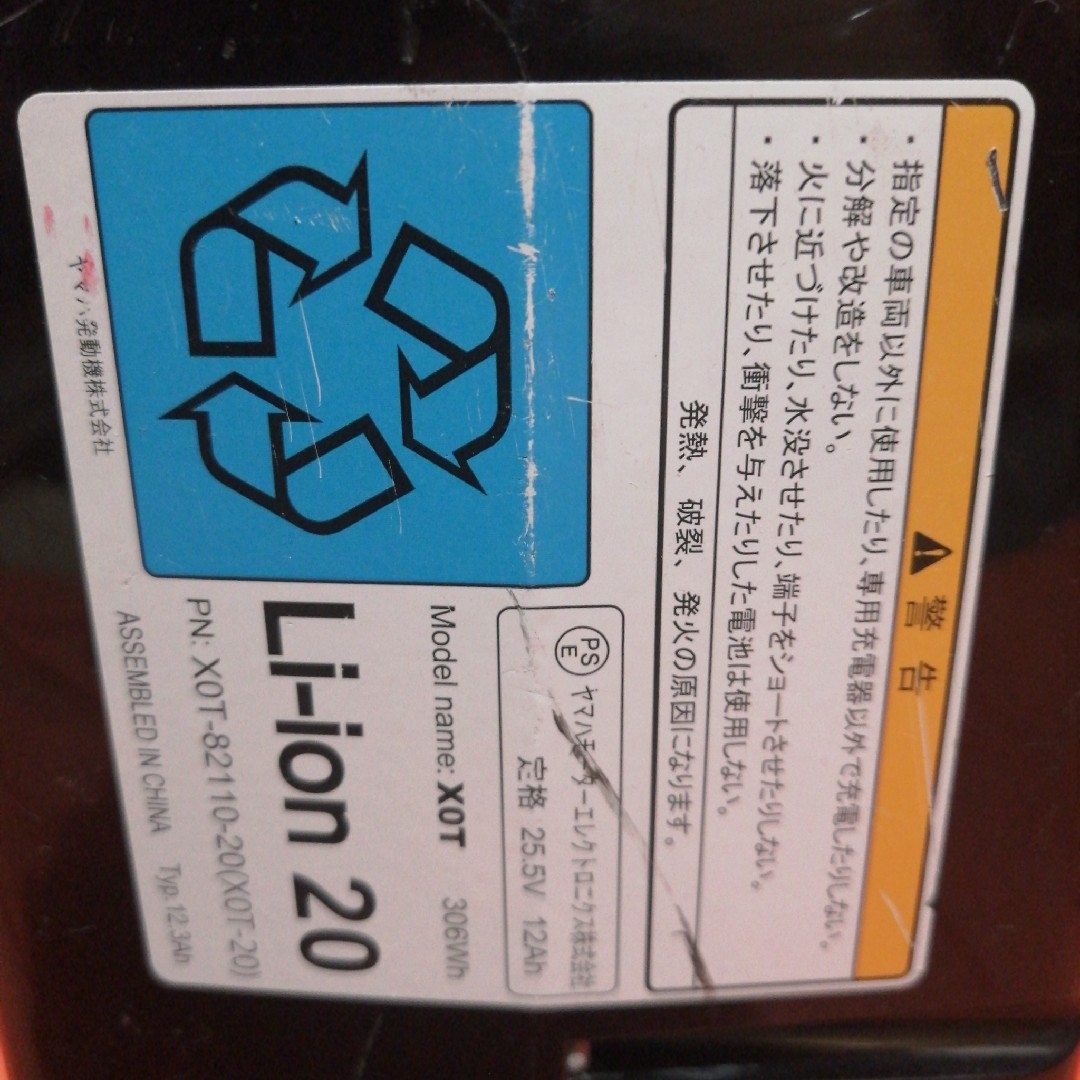 警告
・指定の車両以外に使用したり、専用充電器以外で充電したりしない。
・分解や改造をしない。
・火に近づけたり、水没させたり、端子をショートさせたりしない。
・落下させたり、衝撃を与えたりした電池は使用しない。
発熱、破裂、発火の原因になります。
PS
E
ヤマハモーターエレクトロニクス株式会社
定格 25.5V 12Ah
Model name: X0T 306Wh
Li-ion 20
PN: X0T-82110-20(X0T-20)
ASSEMBLED IN CHINA Typ.12.3Ah
ヤマハ発動機株式会社